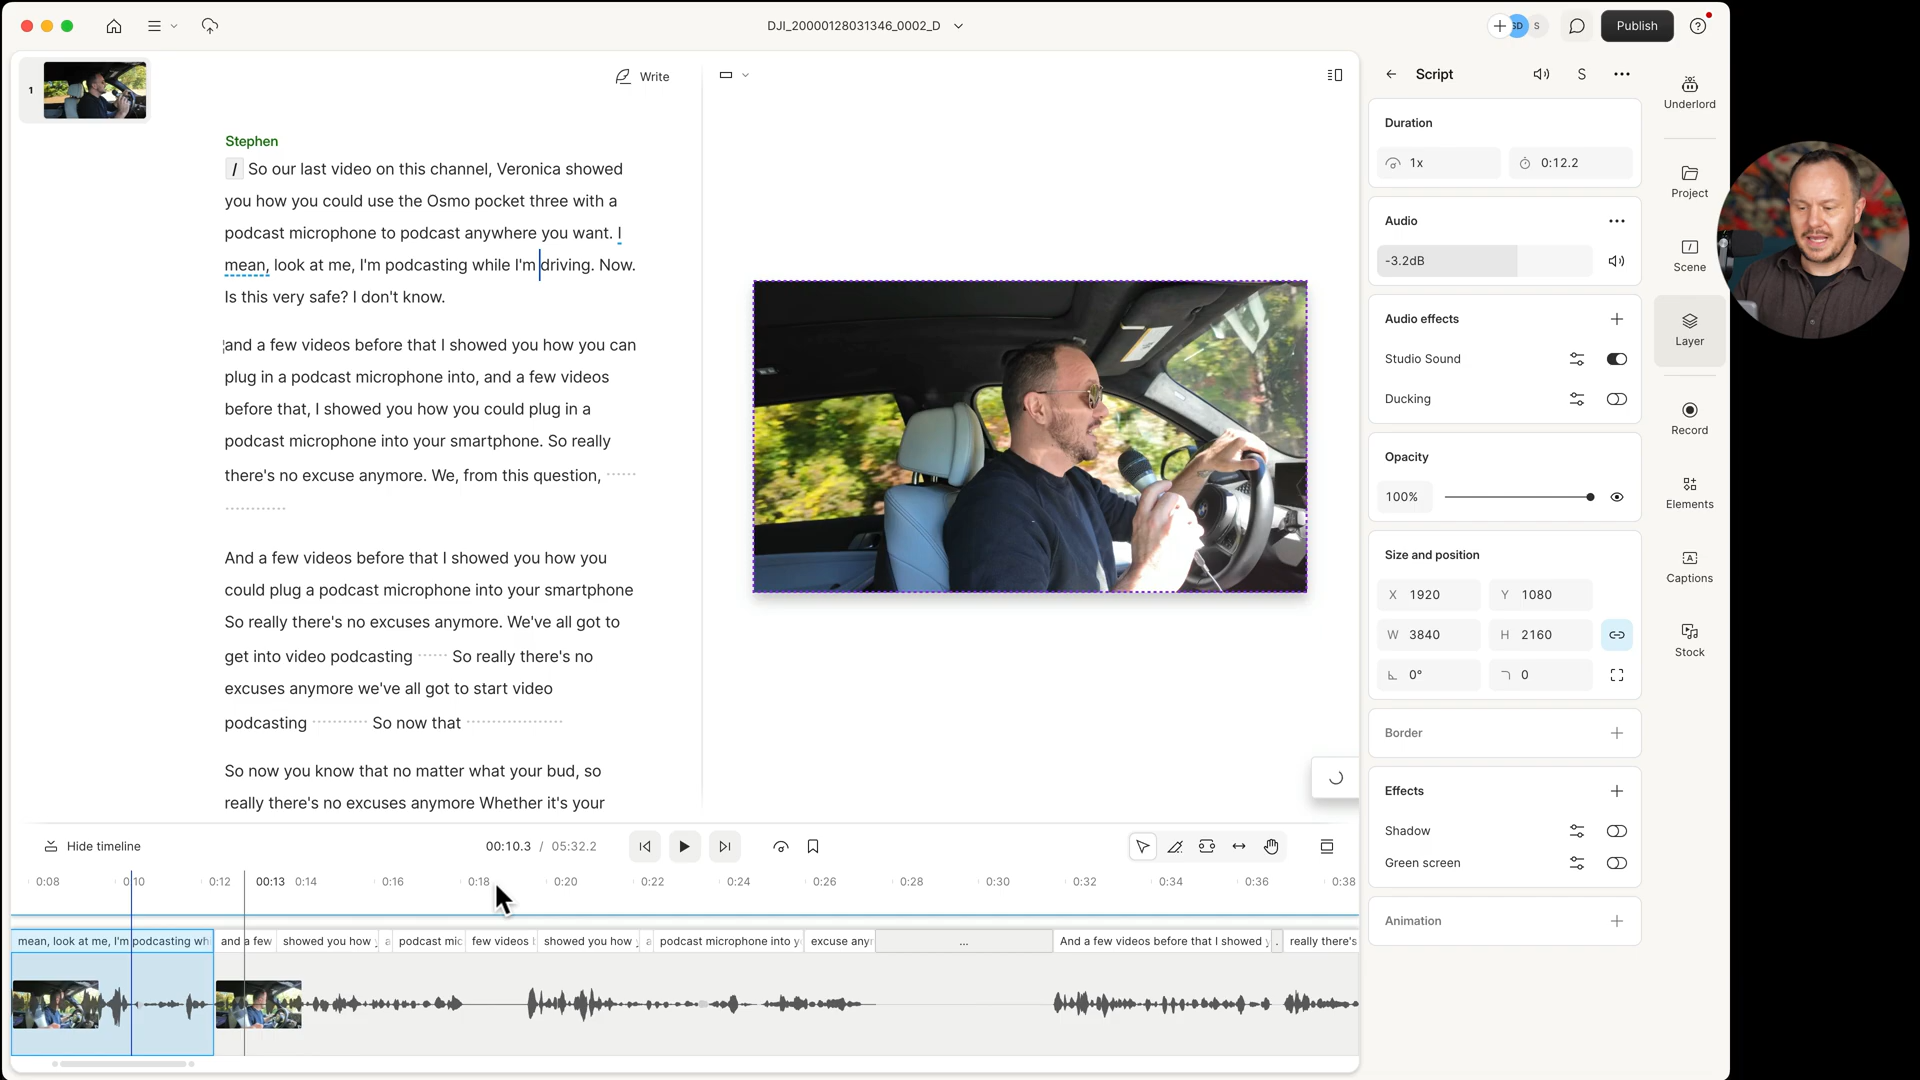 DJI_20000128031346_0002_D
SD
S
Publish
1
Write
Script
S
Stephen
/ So our last video on this channel, Veronica showed
you how you could use the Osmo pocket three with a
podcast microphone to podcast anywhere you want. I
mean, look at me, I'm podcasting while I'm driving. Now.
Is this very safe? I don't know.
and a few videos before that I showed you how you can
plug in a podcast microphone into, and a few videos
before that, I showed you how you could plug in a
podcast microphone into your smartphone. So really
there's no excuse anymore. We, from this question,
And a few videos before that I showed you how you
could plug a podcast microphone into your smartphone
So really there's no excuses anymore. We've all got to
get into video podcasting So really there's no
excuses anymore we've all got to start video
podcasting So now that
So now you know that no matter what your bud, so
really there's no excuses anymore Whether it's your
Duration
1x
0:12.2
Audio
-3.2dB
Audio effects
Studio Sound
Ducking
Opacity
100%
Size and position
X 1920
Y 1080
W 3840
H 2160
0°
0
Border
Effects
Shadow
Green screen
Animation
Underlord
Project
Scene
Layer
Record
Elements
Captions
Stock
Hide timeline
00:10.3 / 05:32.2
0:08 0:10 0:12 00:13 0:14 0:16 0:18 0:20 0:22 0:24 0:26 0:28 0:30 0:32 0:34 0:36 0:38
mean, look at me, I'm podcasting wh and a few showed you how a podcast mic few videos showed you how a podcast microphone into y excuse any ... And a few videos before that I showed . really there's